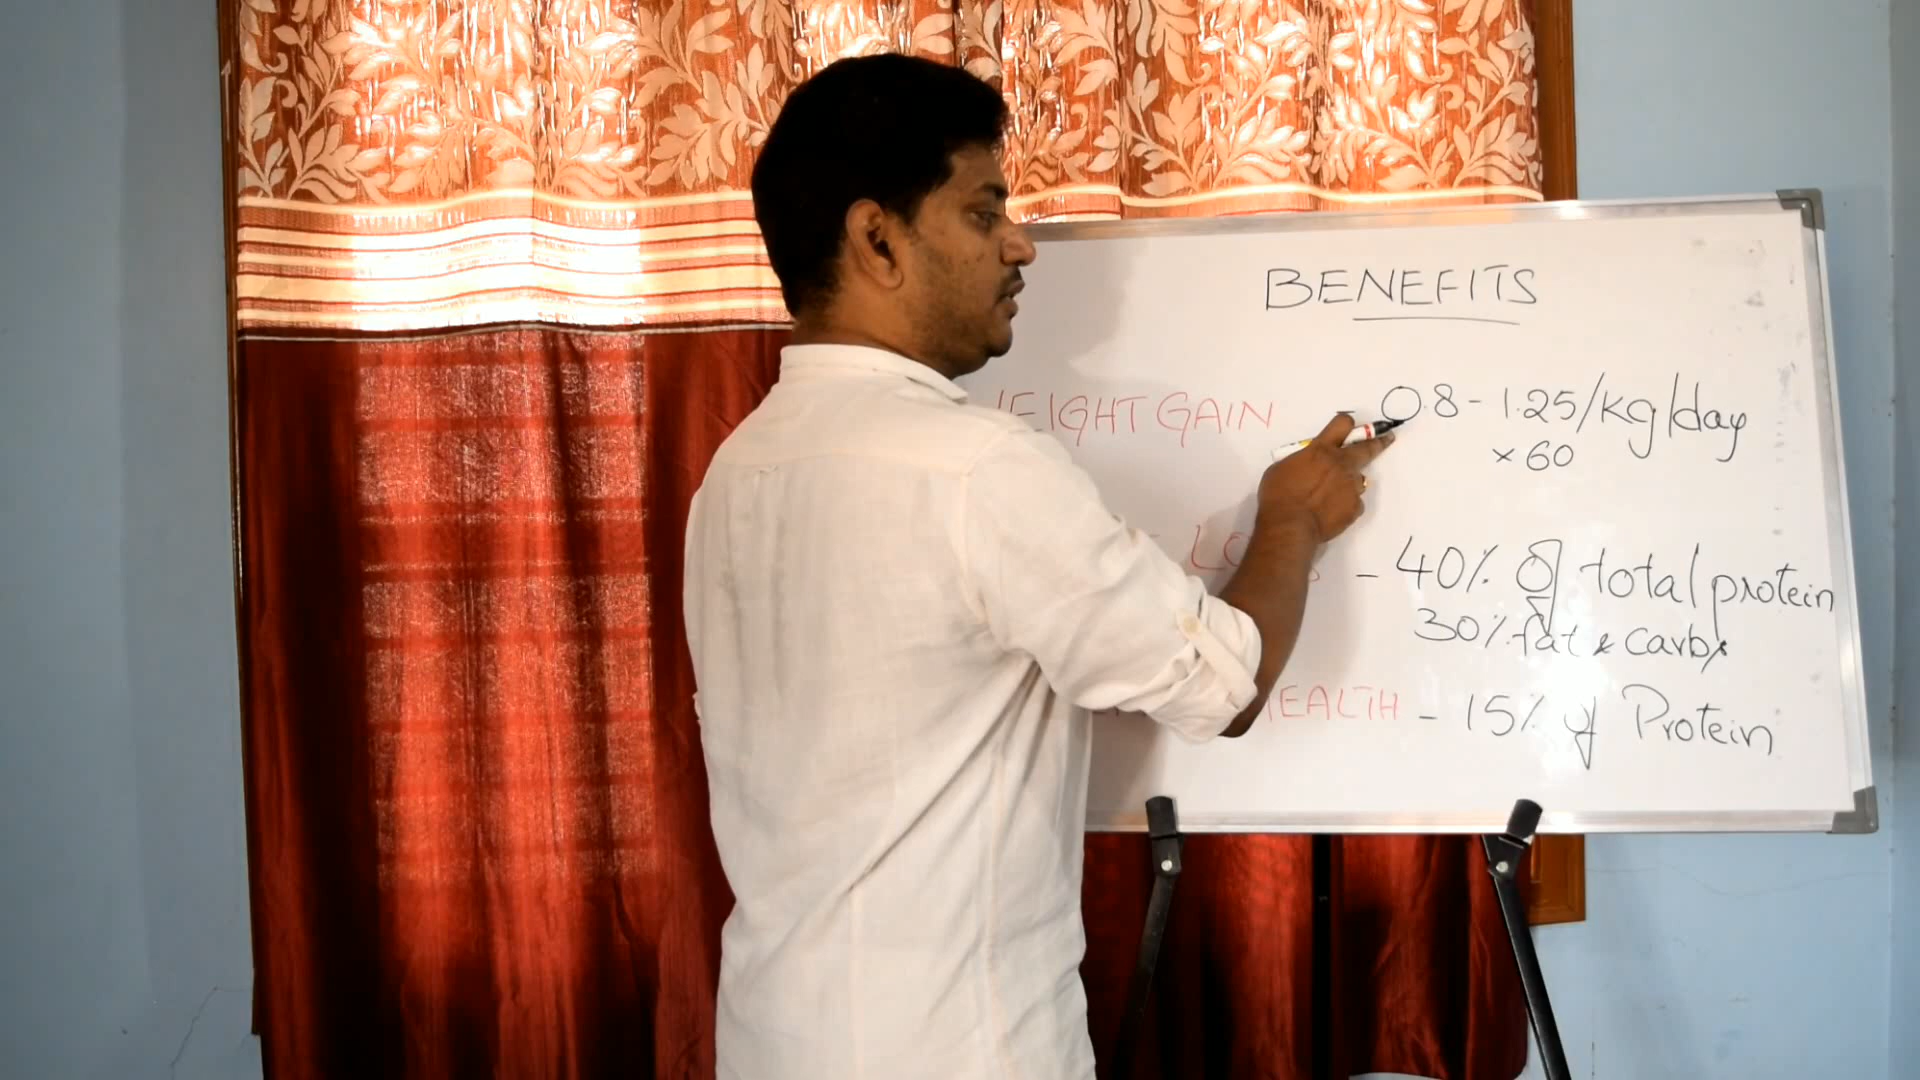 BENEFITS
EIGHT GAIN - 0.8 - 1.25/kg/day
× 60
- 40% of total protein
30% fat & carbs
HEALTH - 15% of Protein